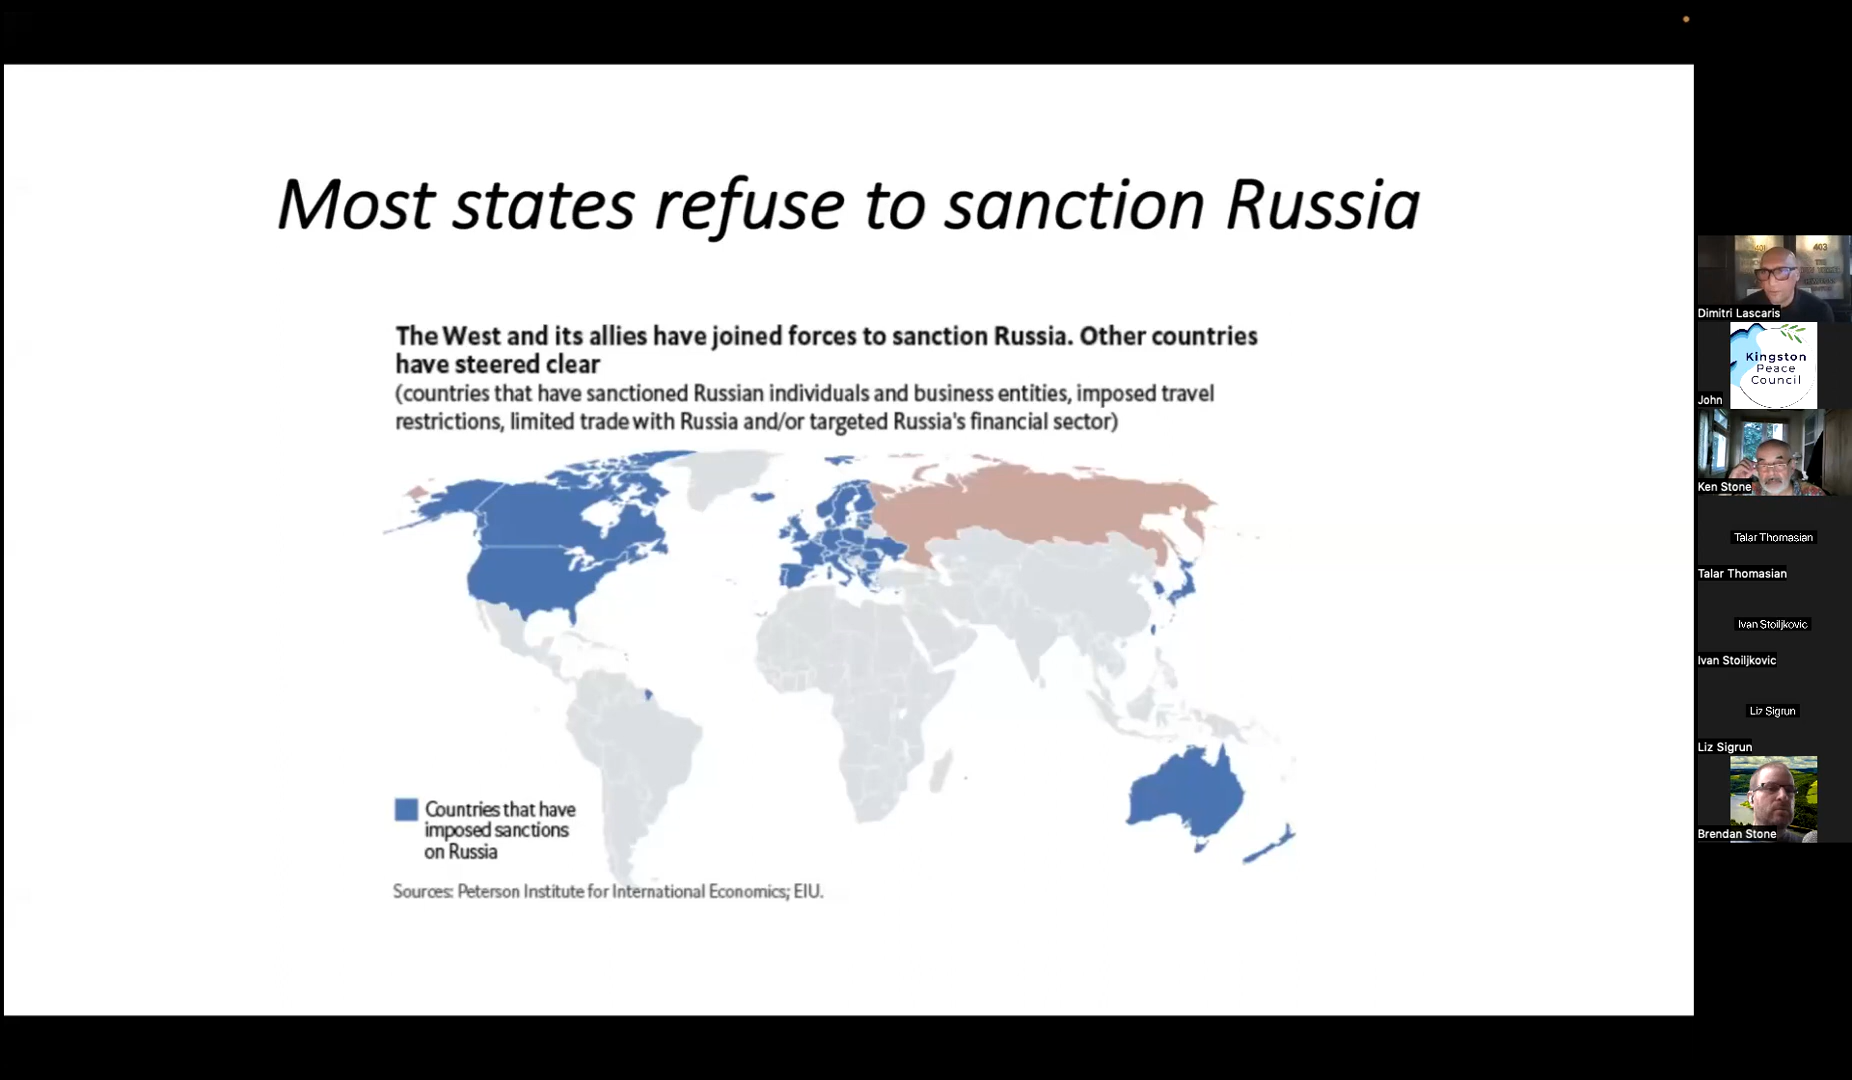 Most states refuse to sanction Russia
The West and its allies have joined forces to sanction Russia. Other countries
have steered clear
(countries that have sanctioned Russian individuals and business entities, imposed travel
restrictions, limited trade with Russia and/or targeted Russia's financial sector)
Countries that have
imposed sanctions
on Russia
Sources: Peterson Institute for International Economics; EIU.
403
Dimitri Lascaris
Kingston
Peace
Council
John
Ken Stone
Talar Thomasian
Talar Thomasian
Ivan Stoiljkovic
Ivan Stoiljkovic
Liz Sigrun
Liz Sigrun
Brendan Stone